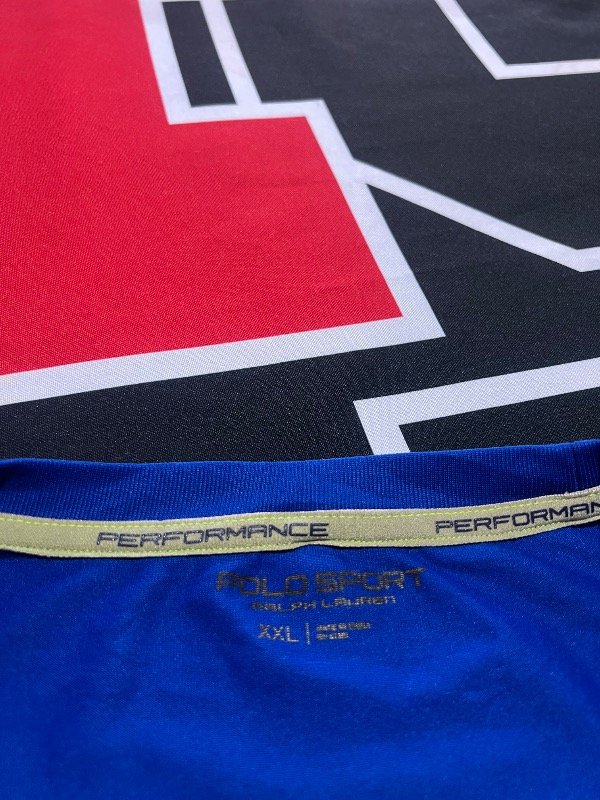 PERFORMANCE PERFORMAN
POLO SPORT
RALPH LAUREN
XXL